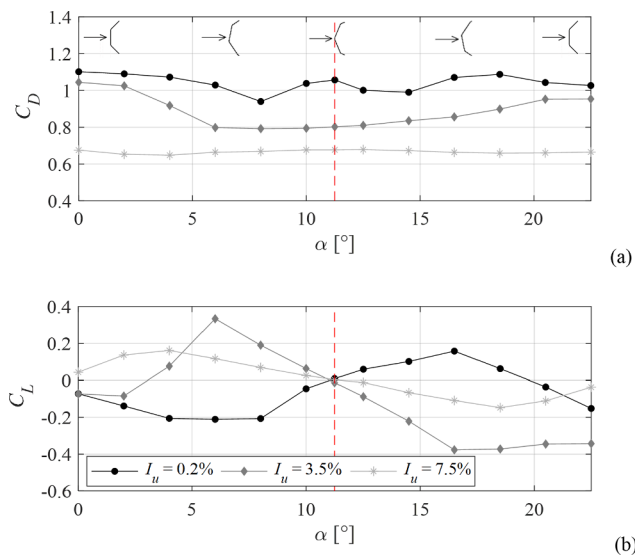 1.4
1.2
1
0.8
0.6
0.4
C_D
0 5 10 15 20
α [°]
(a)
0.4
0.2
0
-0.2
-0.4
-0.6
C_L
I_u = 0.2% I_u = 3.5% I_u = 7.5%
0 5 10 15 20
α [°]
(b)